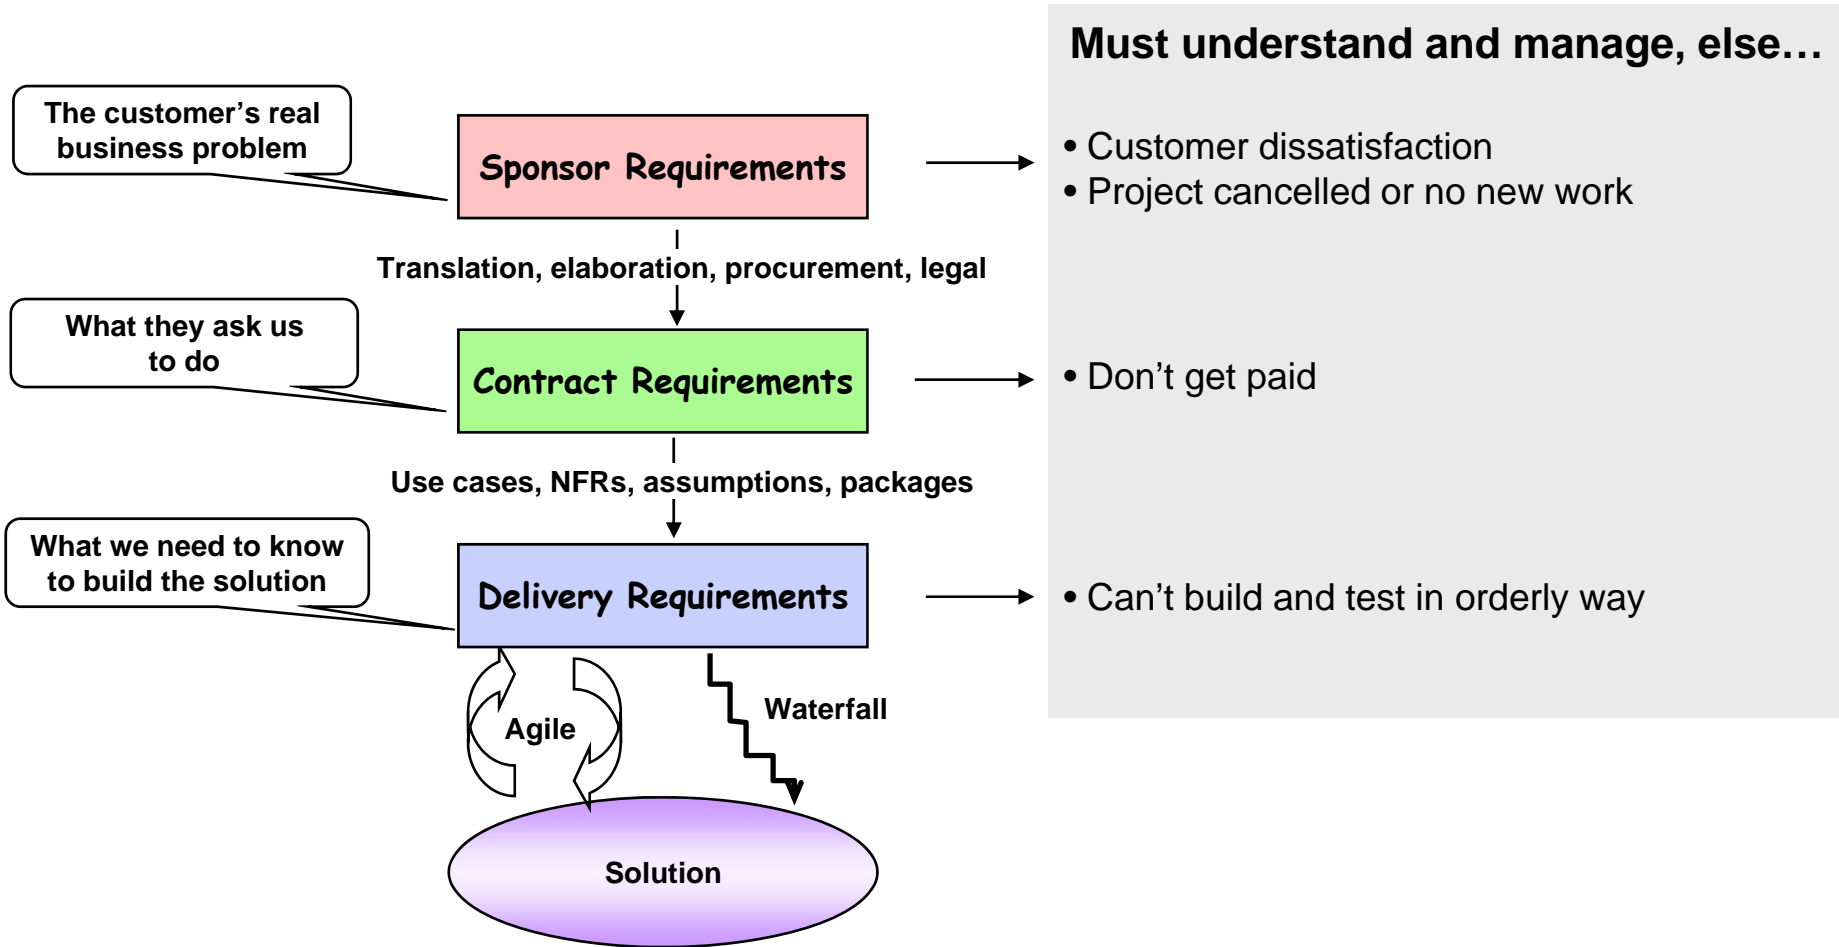 Must understand and manage, else…
The customer’s real
business problem
Sponsor Requirements
• Customer dissatisfaction
• Project cancelled or no new work
Translation, elaboration, procurement, legal
What they ask us
to do
Contract Requirements
• Don’t get paid
Use cases, NFRs, assumptions, packages
What we need to know
to build the solution
Delivery Requirements
• Can’t build and test in orderly way
Agile
Waterfall
Solution